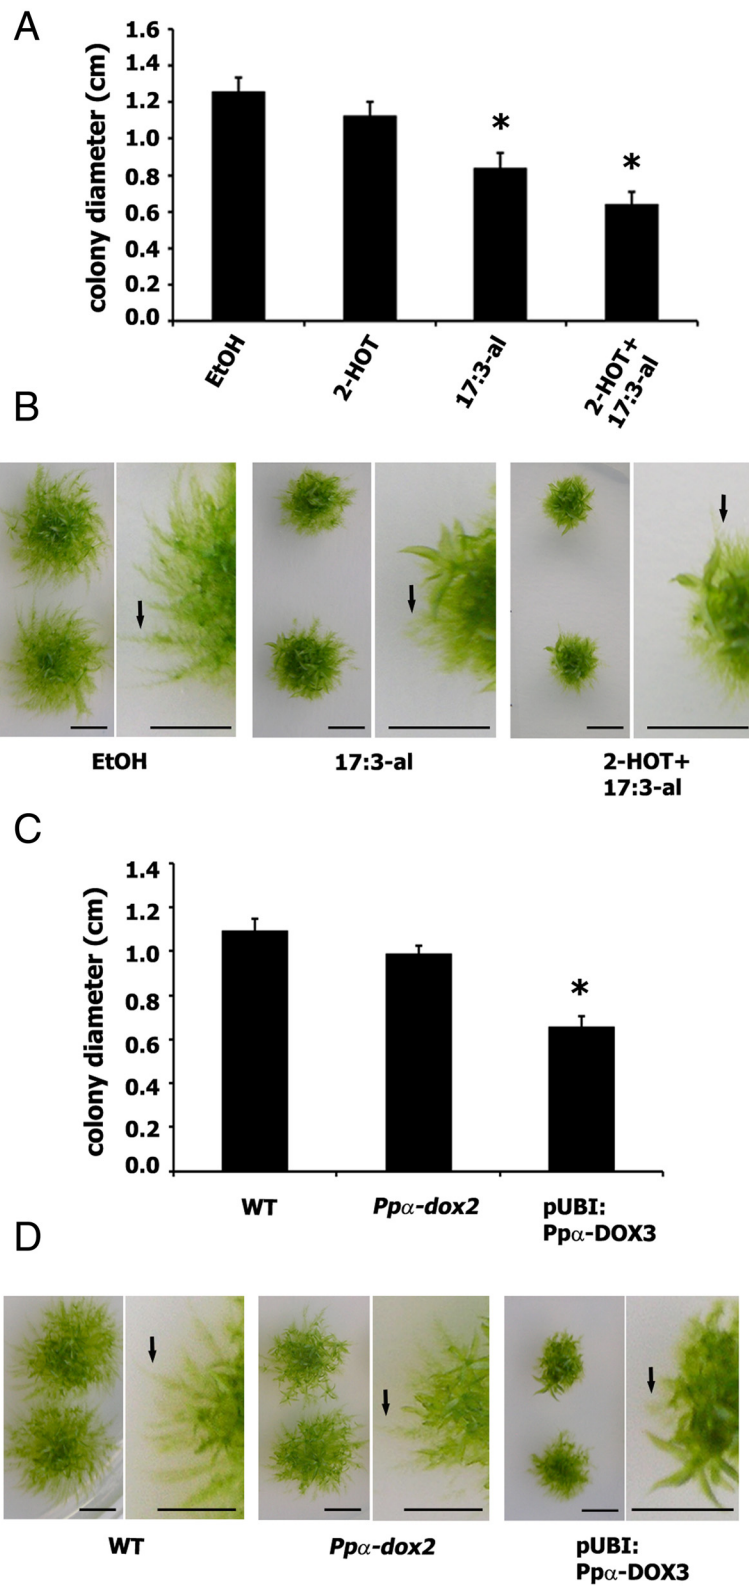 A
colony diameter (cm)
1.6
1.4
1.2
1.0
0.8
0.6
0.4
0.2
0.0
*
*
EtOH
2-HOT
17:3-al
2-HOT+
17:3-al
B
EtOH
17:3-al
2-HOT+
17:3-al
C
colony diameter (cm)
1.4
1.2
1.0
0.8
0.6
0.4
0.2
0.0
*
WT
Ppα-dox2
pUBI:
Ppα-DOX3
D
WT
Ppα-dox2
pUBI:
Ppα-DOX3